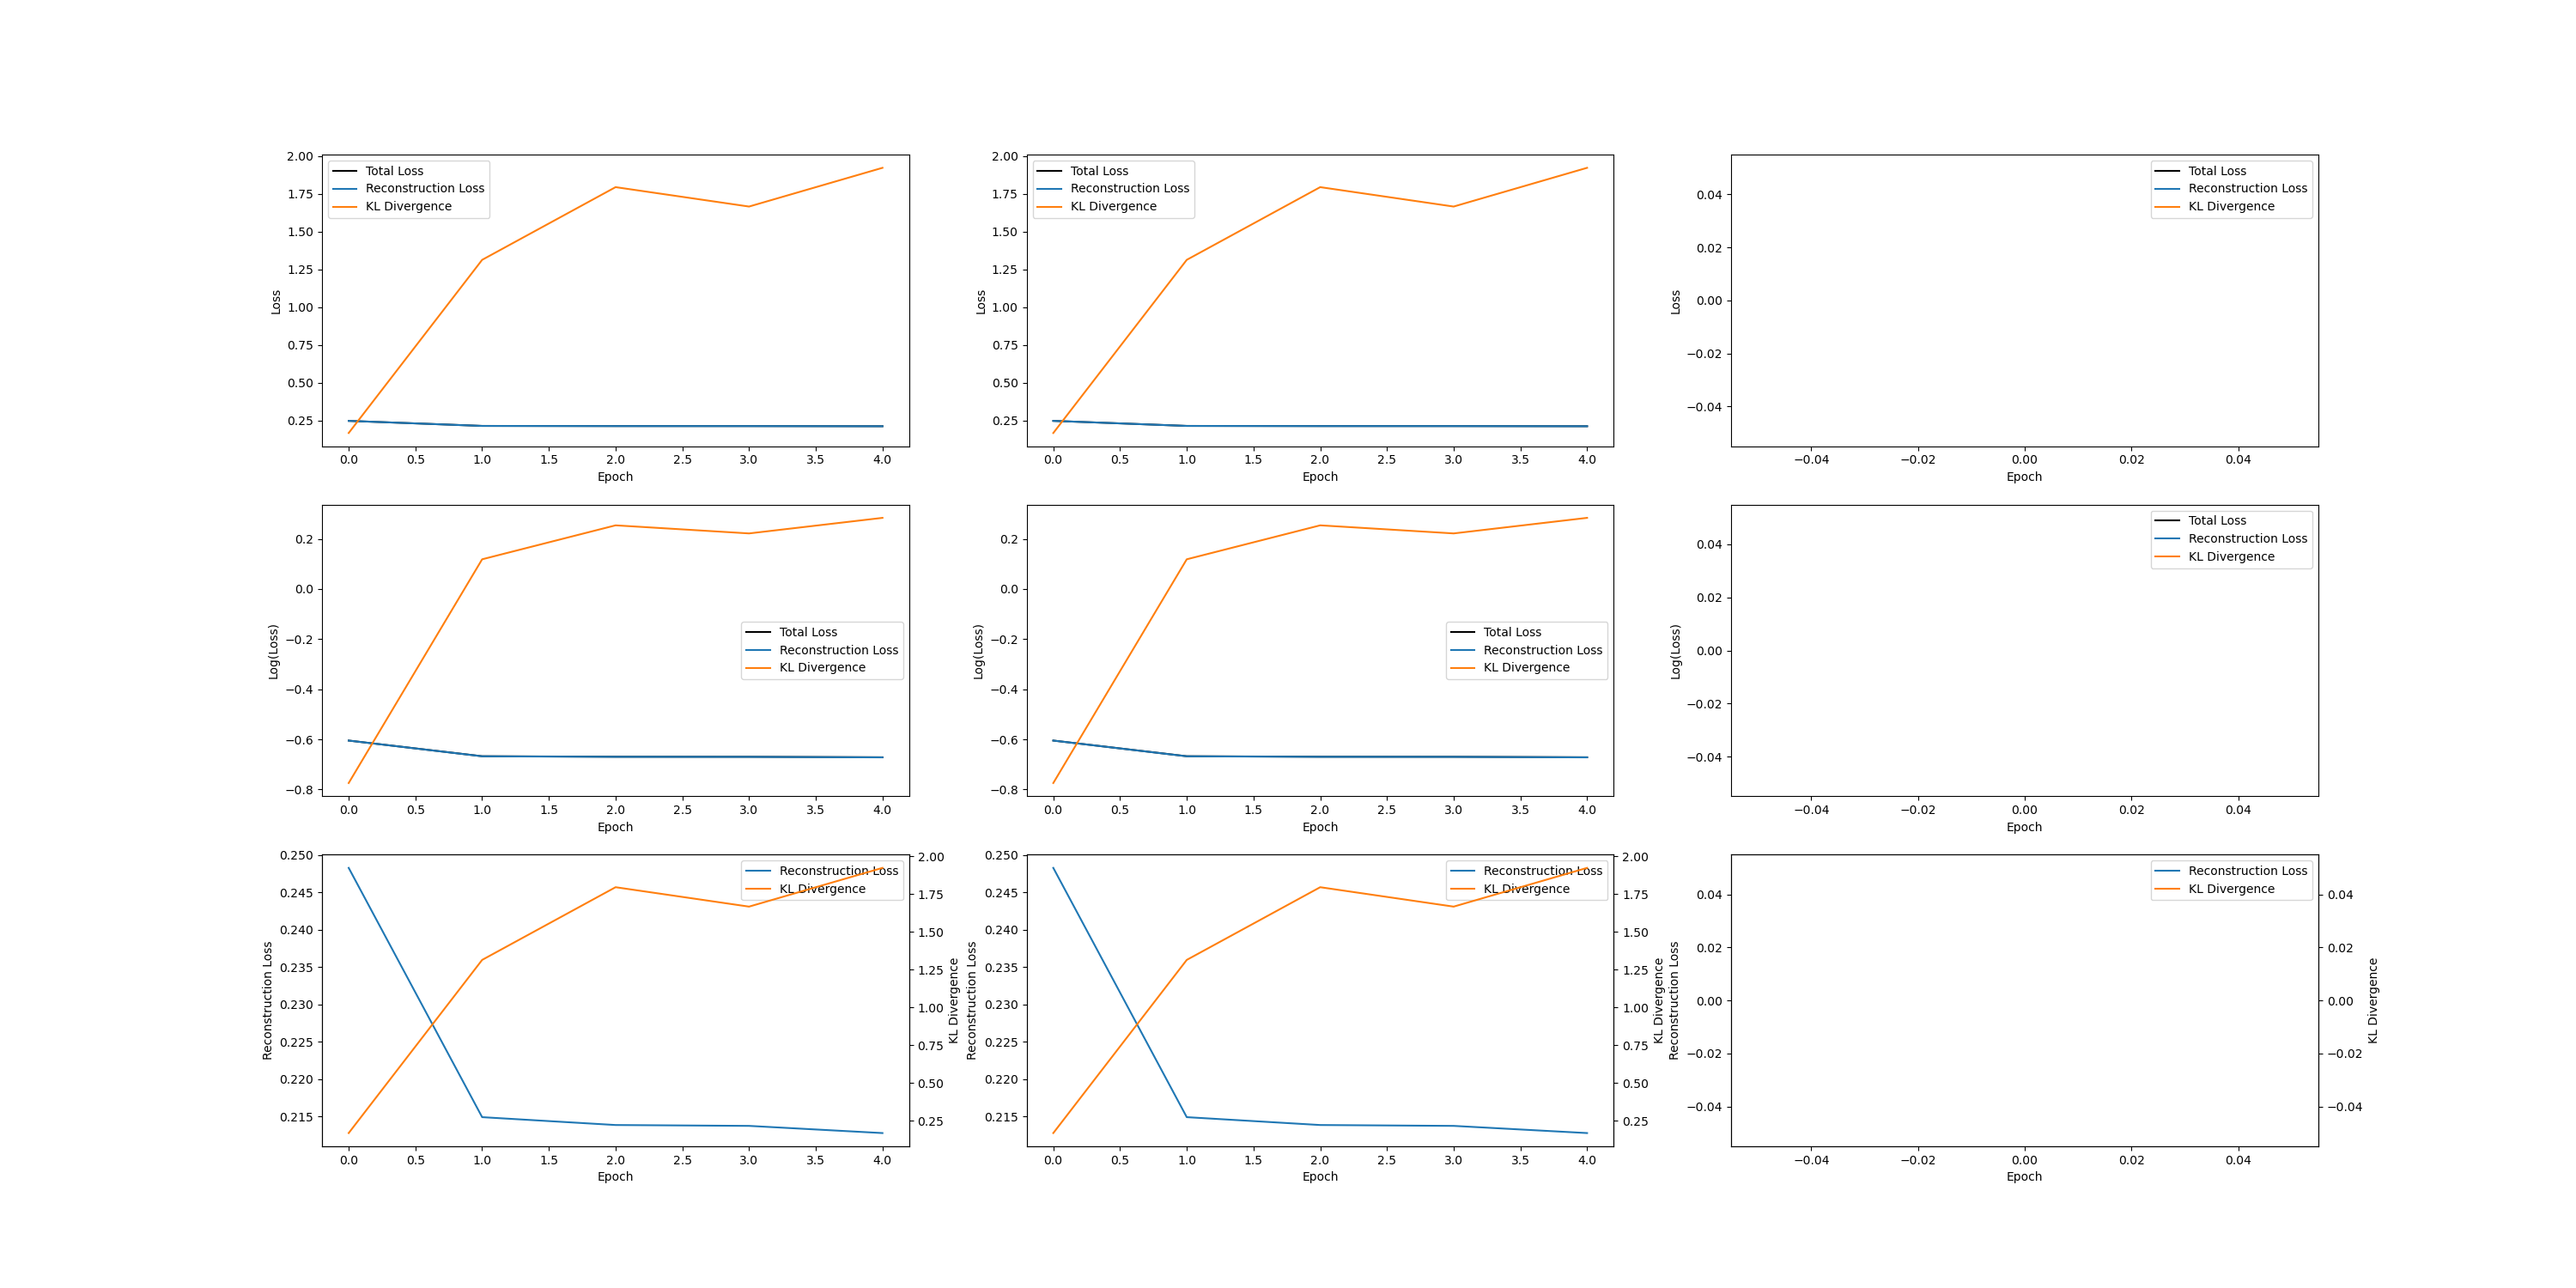 2.00
1.75
1.50
1.25
1.00
0.75
0.50
0.25
Loss
Total Loss
Reconstruction Loss
KL Divergence
0.0 0.5 1.0 1.5 2.0 2.5 3.0 3.5 4.0
Epoch
2.00
1.75
1.50
1.25
1.00
0.75
0.50
0.25
Loss
Total Loss
Reconstruction Loss
KL Divergence
0.0 0.5 1.0 1.5 2.0 2.5 3.0 3.5 4.0
Epoch
0.04
0.02
0.00
−0.02
−0.04
Loss
Total Loss
Reconstruction Loss
KL Divergence
−0.04 −0.02 0.00 0.02 0.04
Epoch
0.2
0.0
−0.2
−0.4
−0.6
−0.8
Log(Loss)
Total Loss
Reconstruction Loss
KL Divergence
0.0 0.5 1.0 1.5 2.0 2.5 3.0 3.5 4.0
Epoch
0.2
0.0
−0.2
−0.4
−0.6
−0.8
Log(Loss)
Total Loss
Reconstruction Loss
KL Divergence
0.0 0.5 1.0 1.5 2.0 2.5 3.0 3.5 4.0
Epoch
0.04
0.02
0.00
−0.02
−0.04
Log(Loss)
Total Loss
Reconstruction Loss
KL Divergence
−0.04 −0.02 0.00 0.02 0.04
Epoch
0.250
0.245
0.240
0.235
0.230
0.225
0.220
0.215
Reconstruction Loss
Reconstruction Loss
KL Divergence
2.00
1.75
1.50
1.25
1.00
0.75
0.50
0.25
KL Divergence
0.0 0.5 1.0 1.5 2.0 2.5 3.0 3.5 4.0
Epoch
0.250
0.245
0.240
0.235
0.230
0.225
0.220
0.215
Reconstruction Loss
Reconstruction Loss
KL Divergence
2.00
1.75
1.50
1.25
1.00
0.75
0.50
0.25
KL Divergence
0.0 0.5 1.0 1.5 2.0 2.5 3.0 3.5 4.0
Epoch
0.04
0.02
0.00
−0.02
−0.04
Reconstruction Loss
Reconstruction Loss
KL Divergence
0.04
0.02
0.00
−0.02
−0.04
KL Divergence
−0.04 −0.02 0.00 0.02 0.04
Epoch